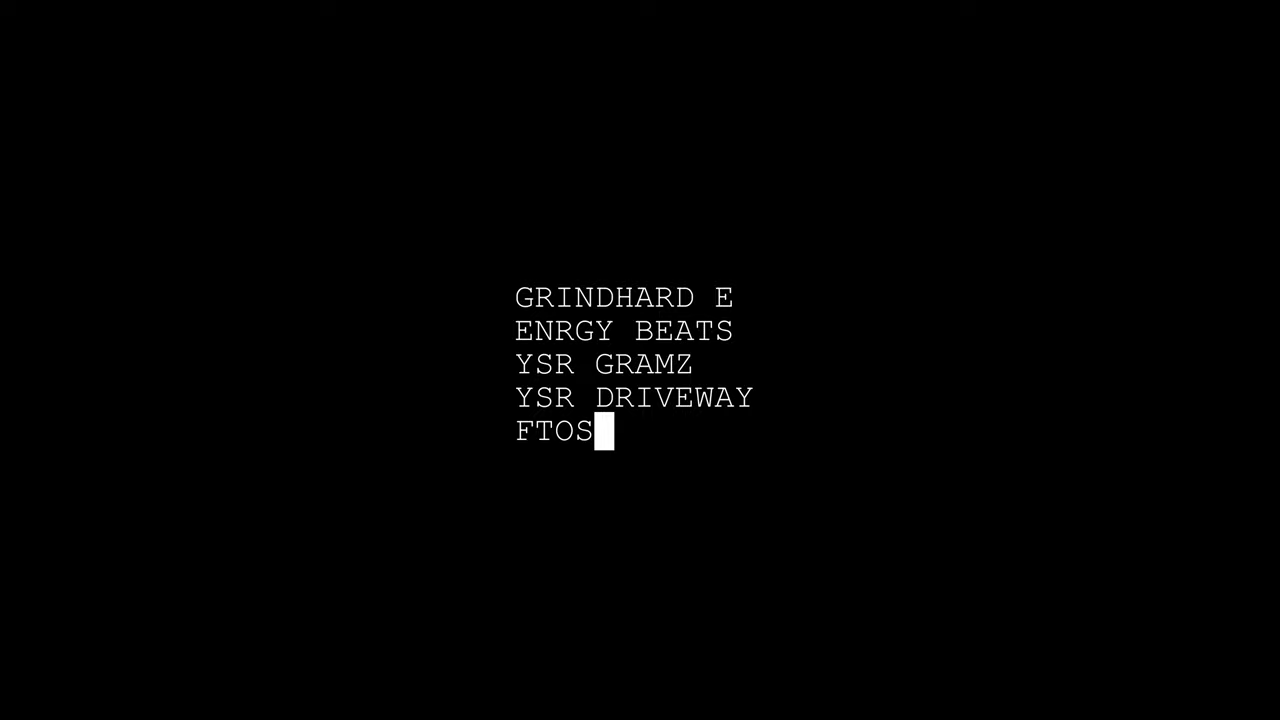 GRINDHARD E
ENRGY BEATS
YSR GRAMZ
YSR DRIVEWAY
FTOS